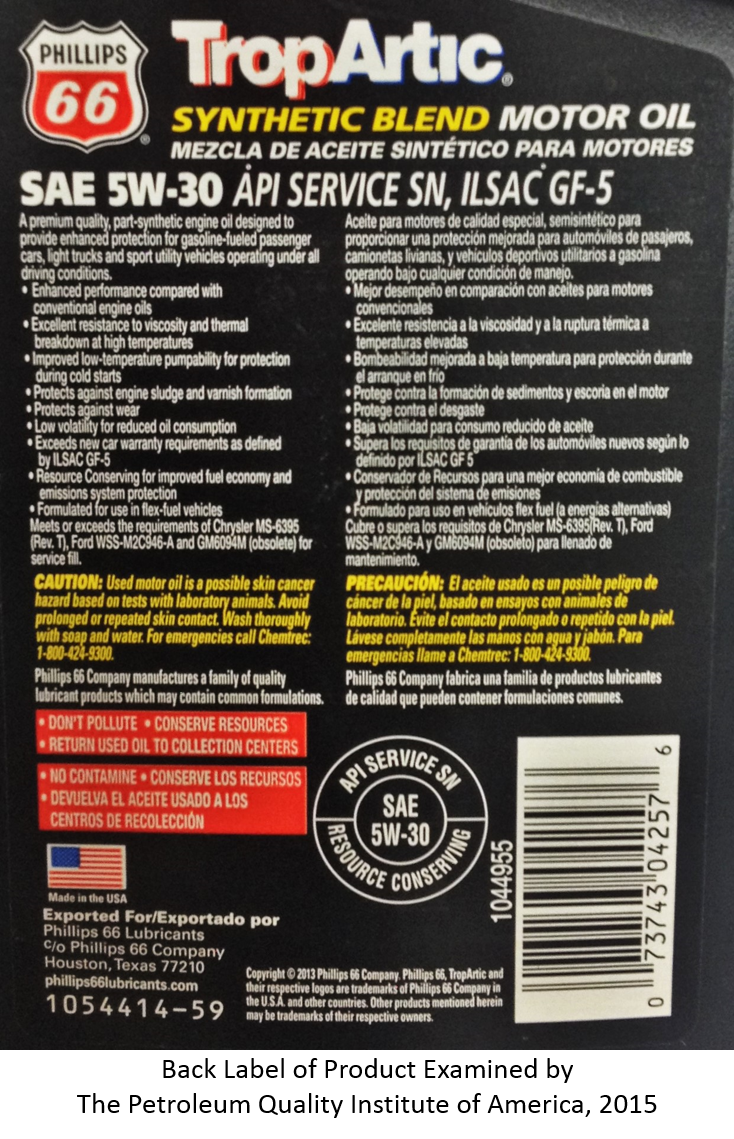 PHILLIPS
66
TropArtic®
SYNTHETIC BLEND MOTOR OIL
MEZCLA DE ACEITE SINTÉTICO PARA MOTORES
SAE 5W-30 API SERVICE SN, ILSAC GF-5
A premium quality, part-synthetic engine oil designed to
provide enhanced protection for gasoline-fueled passenger
cars, light trucks and sport utility vehicles operating under all
driving conditions.
• Enhanced performance compared with
conventional engine oils
• Excellent resistance to viscosity and thermal
breakdown at high temperatures
• Improved low-temperature pumpability for protection
during cold starts
• Protects against engine sludge and varnish formation
• Protects against wear
• Low volatility for reduced oil consumption
• Exceeds new car warranty requirements as defined
by ILSAC GF-5
• Resource Conserving for improved fuel economy and
emissions system protection
• Formulated for use in flex-fuel vehicles
Meets or exceeds the requirements of Chrysler MS-6395
(Rev. T), Ford WSS-M2C946-A and GM6094M (obsolete) for
service fill.
CAUTION: Used motor oil is a possible skin cancer
hazard based on tests with laboratory animals. Avoid
prolonged or repeated skin contact. Wash thoroughly
with soap and water. For emergencies call Chemtrec:
1-800-424-9300.
Phillips 66 Company manufactures a family of quality
lubricant products which may contain common formulations.
Aceite para motores de calidad especial, semisintético para
proporcionar una protección mejorada para automóviles de pasajeros,
camionetas livianas, y vehículos deportivos utilitarios a gasolina
operando bajo cualquier condición de manejo.
• Mejor desempeño en comparación con aceites para motores
convencionales
• Excelente resistencia a la viscosidad y a la ruptura térmica a
temperaturas elevadas
• Bombeabilidad mejorada a baja temperatura para protección durante
el arranque en frío
• Protege contra la formación de sedimentos y escoria en el motor
• Protege contra el desgaste
• Baja volatilidad para consumo reducido de aceite
• Supera los requisitos de garantía de los automóviles nuevos según lo
definido por ILSAC GF 5
• Conservador de Recursos para una mejor economía de combustible
y protección del sistema de emisiones
• Formulado para uso en vehículos flex fuel (a energías alternativas)
Cubre o supera los requisitos de Chrysler MS-6395(Rev. T), Ford
WSS-M2C946-A y GM6094M (obsoleto) para llenado de
mantenimiento.
PRECAUCIÓN: El aceite usado es un posible peligro de
cáncer de la piel, basado en ensayos con animales de
laboratorio. Evite el contacto prolongado o repetido con la piel.
Lávese completamente las manos con agua y jabón. Para
emergencias llame a Chemtrec: 1-800-424-9300.
Phillips 66 Company fabrica una familia de productos lubricantes
de calidad que pueden contener formulaciones comunes.
• DON'T POLLUTE • CONSERVE RESOURCES
• RETURN USED OIL TO COLLECTION CENTERS
• NO CONTAMINE • CONSERVE LOS RECURSOS
• DEVUELVA EL ACEITE USADO A LOS
CENTROS DE RECOLECCIÓN
API SERVICE SN
SAE
5W-30
RESOURCE CONSERVING
1044955
0 73743 04257 6
Made in the USA
Exported For/Exportado por
Phillips 66 Lubricants
c/o Phillips 66 Company
Houston, Texas 77210
phillips66lubricants.com
1054414-59
Copyright © 2013 Phillips 66 Company. Phillips 66, TropArtic and
their respective logos are trademarks of Phillips 66 Company in
the U.S.A. and other countries. Other products mentioned herein
may be trademarks of their respective owners.
Back Label of Product Examined by
The Petroleum Quality Institute of America, 2015